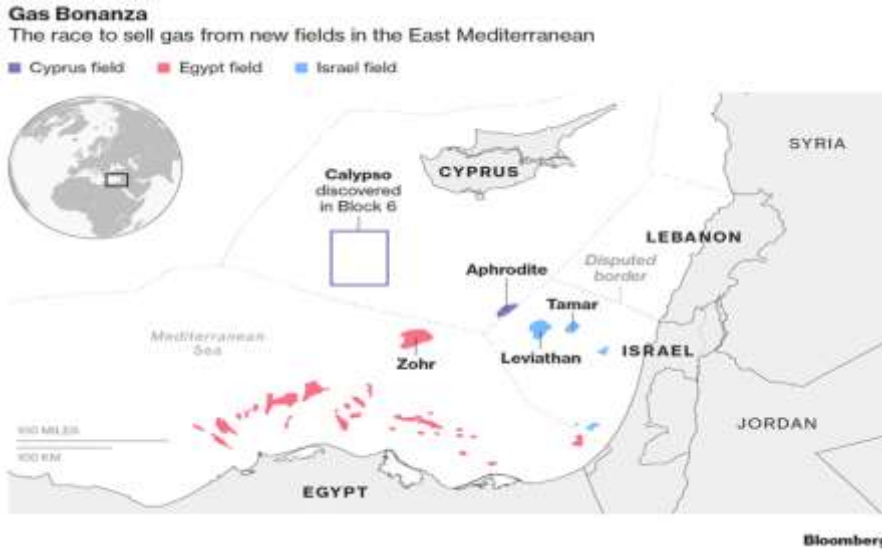 Gas Bonanza
The race to sell gas from new fields in the East Mediterranean
Cyprus field
Egypt field
Israel field
SYRIA
CYPRUS
Calypso
discovered
in Block 6
LEBANON
Disputed
border
Aphrodite
Tamar
Mediterranean
Sea
Zohr
Leviathan
ISRAEL
100 MILES
100 KM
JORDAN
EGYPT
Bloomberg